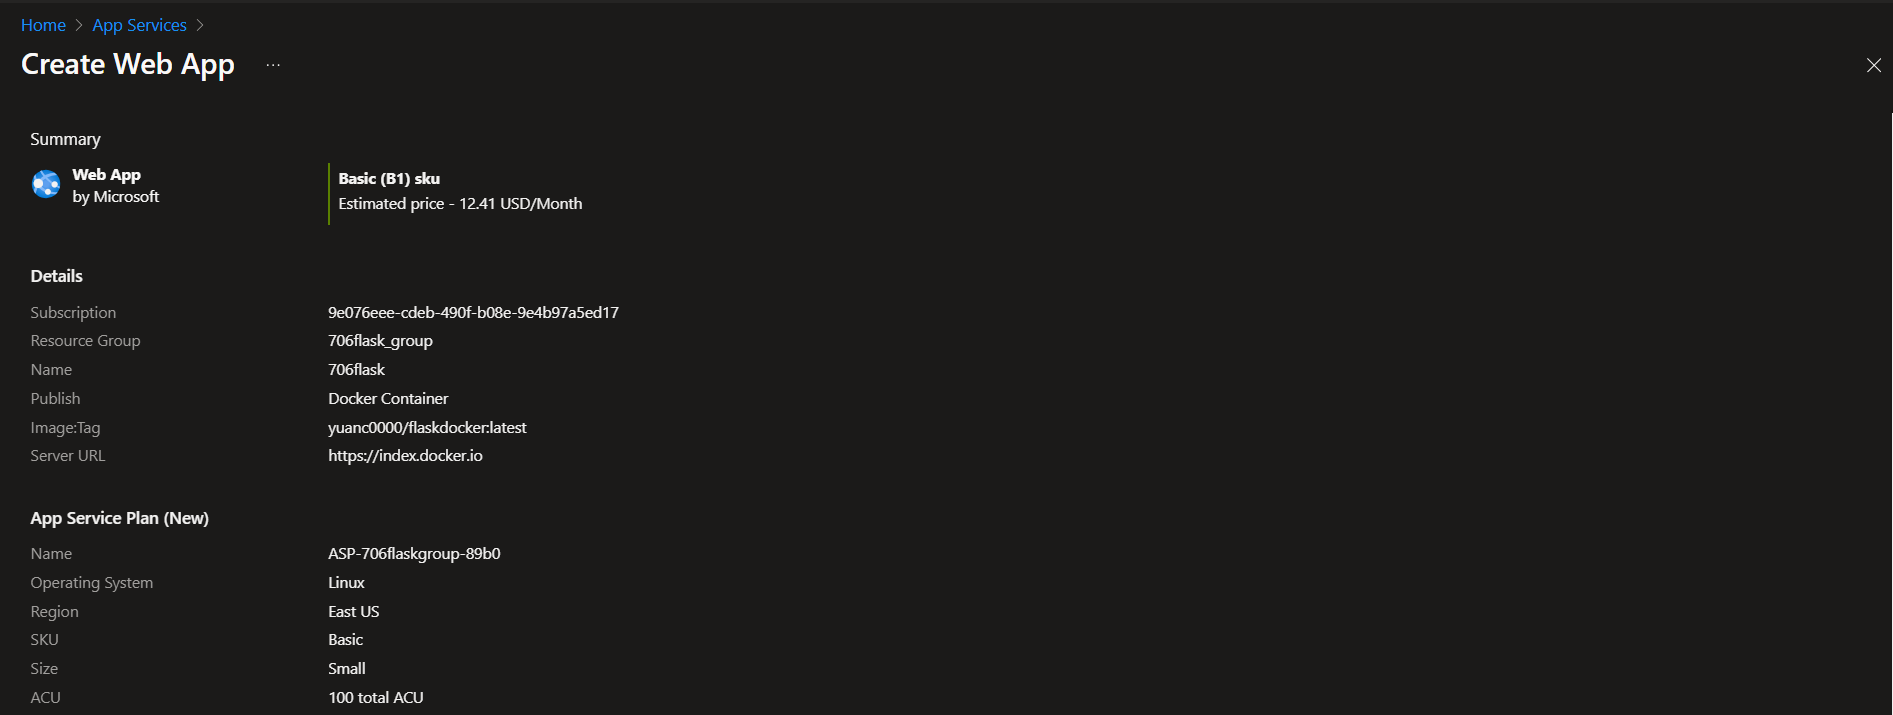 Home > App Services >
Create Web App ...
Summary
Web App
by Microsoft
Basic (B1) sku
Estimated price - 12.41 USD/Month
Details
Subscription 9e076eee-cdeb-490f-b08e-9e4b97a5ed17
Resource Group 706flask_group
Name 706flask
Publish Docker Container
Image:Tag yuanc0000/flaskdocker:latest
Server URL https://index.docker.io
App Service Plan (New)
Name ASP-706flaskgroup-89b0
Operating System Linux
Region East US
SKU Basic
Size Small
ACU 100 total ACU